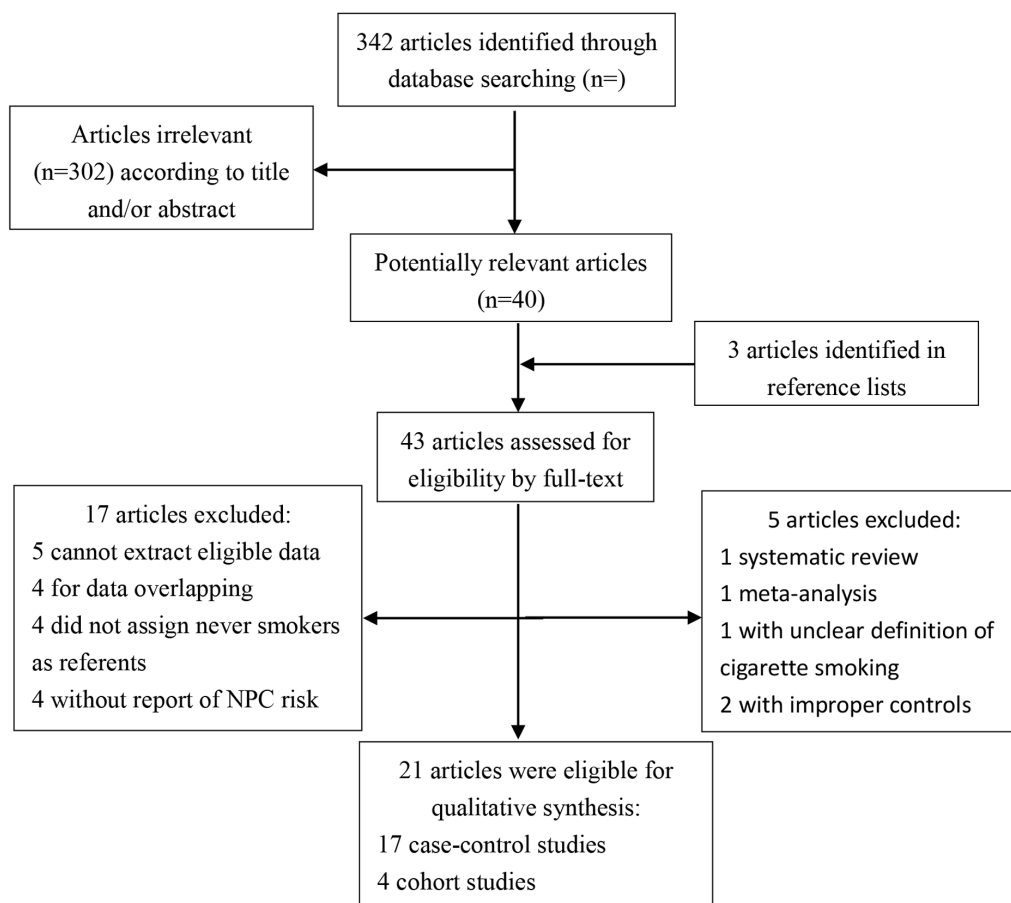 342 articles identified through
database searching (n=)
Articles irrelevant
(n=302) according to title
and/or abstract
Potentially relevant articles
(n=40)
3 articles identified in
reference lists
43 articles assessed for
eligibility by full-text
17 articles excluded:
5 cannot extract eligible data
4 for data overlapping
4 did not assign never smokers
as referents
4 without report of NPC risk
5 articles excluded:
1 systematic review
1 meta-analysis
1 with unclear definition of
cigarette smoking
2 with improper controls
21 articles were eligible for
qualitative synthesis:
17 case-control studies
4 cohort studies